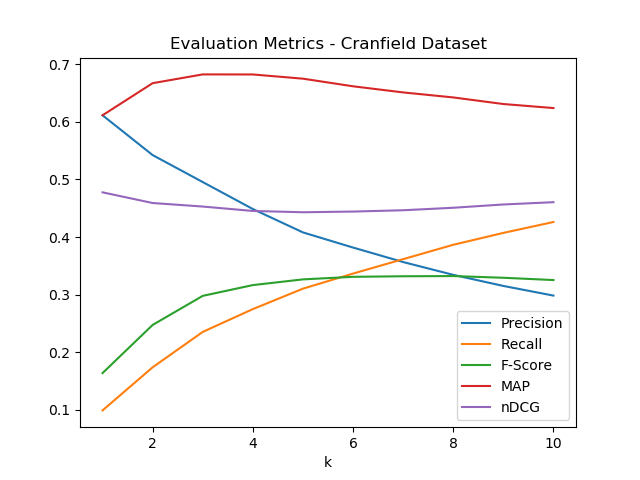 Evaluation Metrics - Cranfield Dataset
0.7
0.6
0.5
0.4
0.3
0.2
0.1
Precision
Recall
F-Score
MAP
nDCG
2 4 6 8 10
k